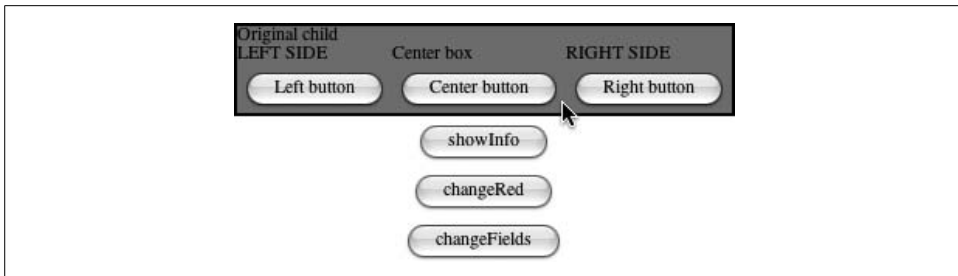 Original child
LEFT SIDE Center box RIGHT SIDE
Left button Center button Right button
showInfo
changeRed
changeFields